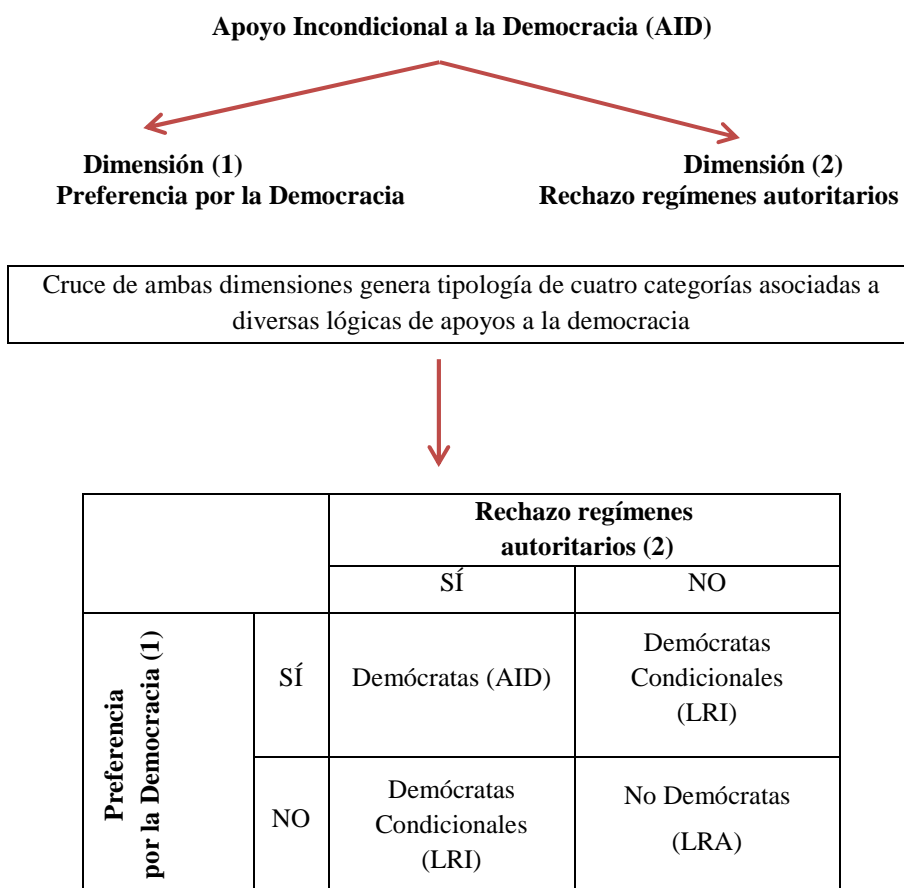 Apoyo Incondicional a la Democracia (AID)
Dimensión (1)
Preferencia por la Democracia
Dimensión (2)
Rechazo regímenes autoritarios
Cruce de ambas dimensiones genera tipología de cuatro categorías asociadas a
diversas lógicas de apoyos a la democracia
Rechazo regímenes
autoritarios (2)
SÍ
NO
Preferencia
por la Democracia (1)
SÍ
Demócratas (AID)
Demócratas
Condicionales
(LRI)
NO
Demócratas
Condicionales
(LRI)
No Demócratas
(LRA)